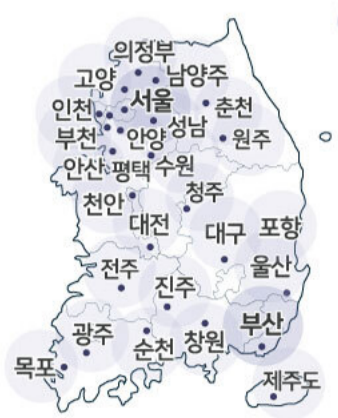 의정부
고양
남양주
서울
인천
춘천
부천
안양
성남
원주
안산
평택
수원
천안
청주
대전
대구
포항
울산
전주
진주
부산
광주
순천
창원
목포
제주도